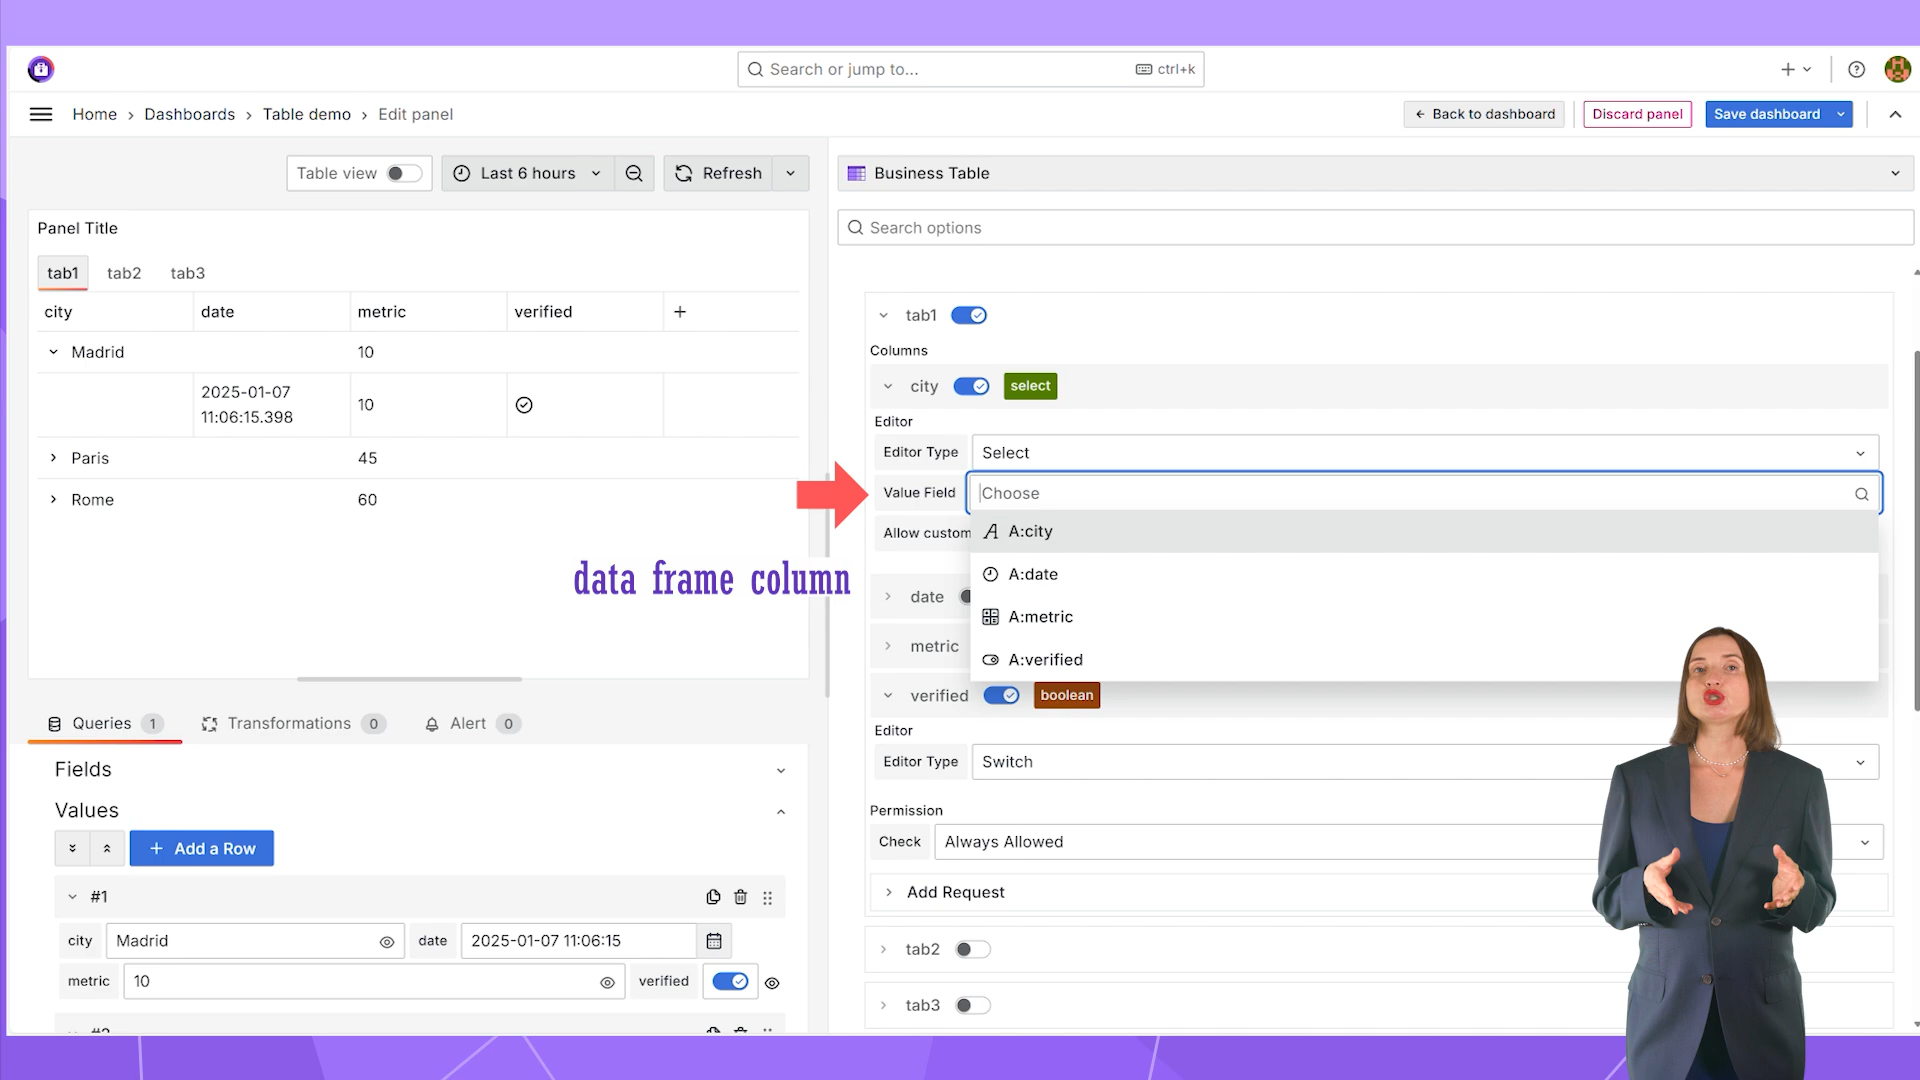 Search or jump to...
ctrl+k
Home > Dashboards > Table demo > Edit panel
← Back to dashboard
Discard panel
Save dashboard
Table view
Last 6 hours
Refresh
Business Table
Search options
Panel Title
tab1 tab2 tab3
city date metric verified +
Madrid 10
2025-01-07
11:06:15.398
10
Paris 45
Rome 60
data frame column
tab1
Columns
city select
Editor
Editor Type Select
Value Field Choose
Allow custom
A:city
A:date
A:metric
A:verified
date
metric
verified boolean
Editor
Editor Type Switch
Permission
Check Always Allowed
Add Request
tab2
tab3
Queries 1 Transformations 0 Alert 0
Fields
Values
+ Add a Row
#1
city Madrid date 2025-01-07 11:06:15
metric 10 verified